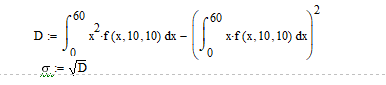 D := ∫₀⁶⁰ x²·f (x, 10, 10) dx − (∫₀⁶⁰ x·f (x, 10, 10) dx)²
σ := √D